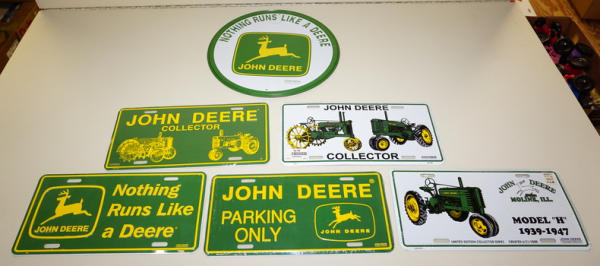 NOTHING RUNS LIKE A DEERE
JOHN DEERE
JOHN DEERE
COLLECTOR
JOHN DEERE
COLLECTOR
JOHN DEERE
Nothing
Runs Like
a Deere®
JOHN DEERE®
PARKING
ONLY
JOHN DEERE
JOHN DEERE
MOLINE, ILL.
MODEL "H"
1939-1947